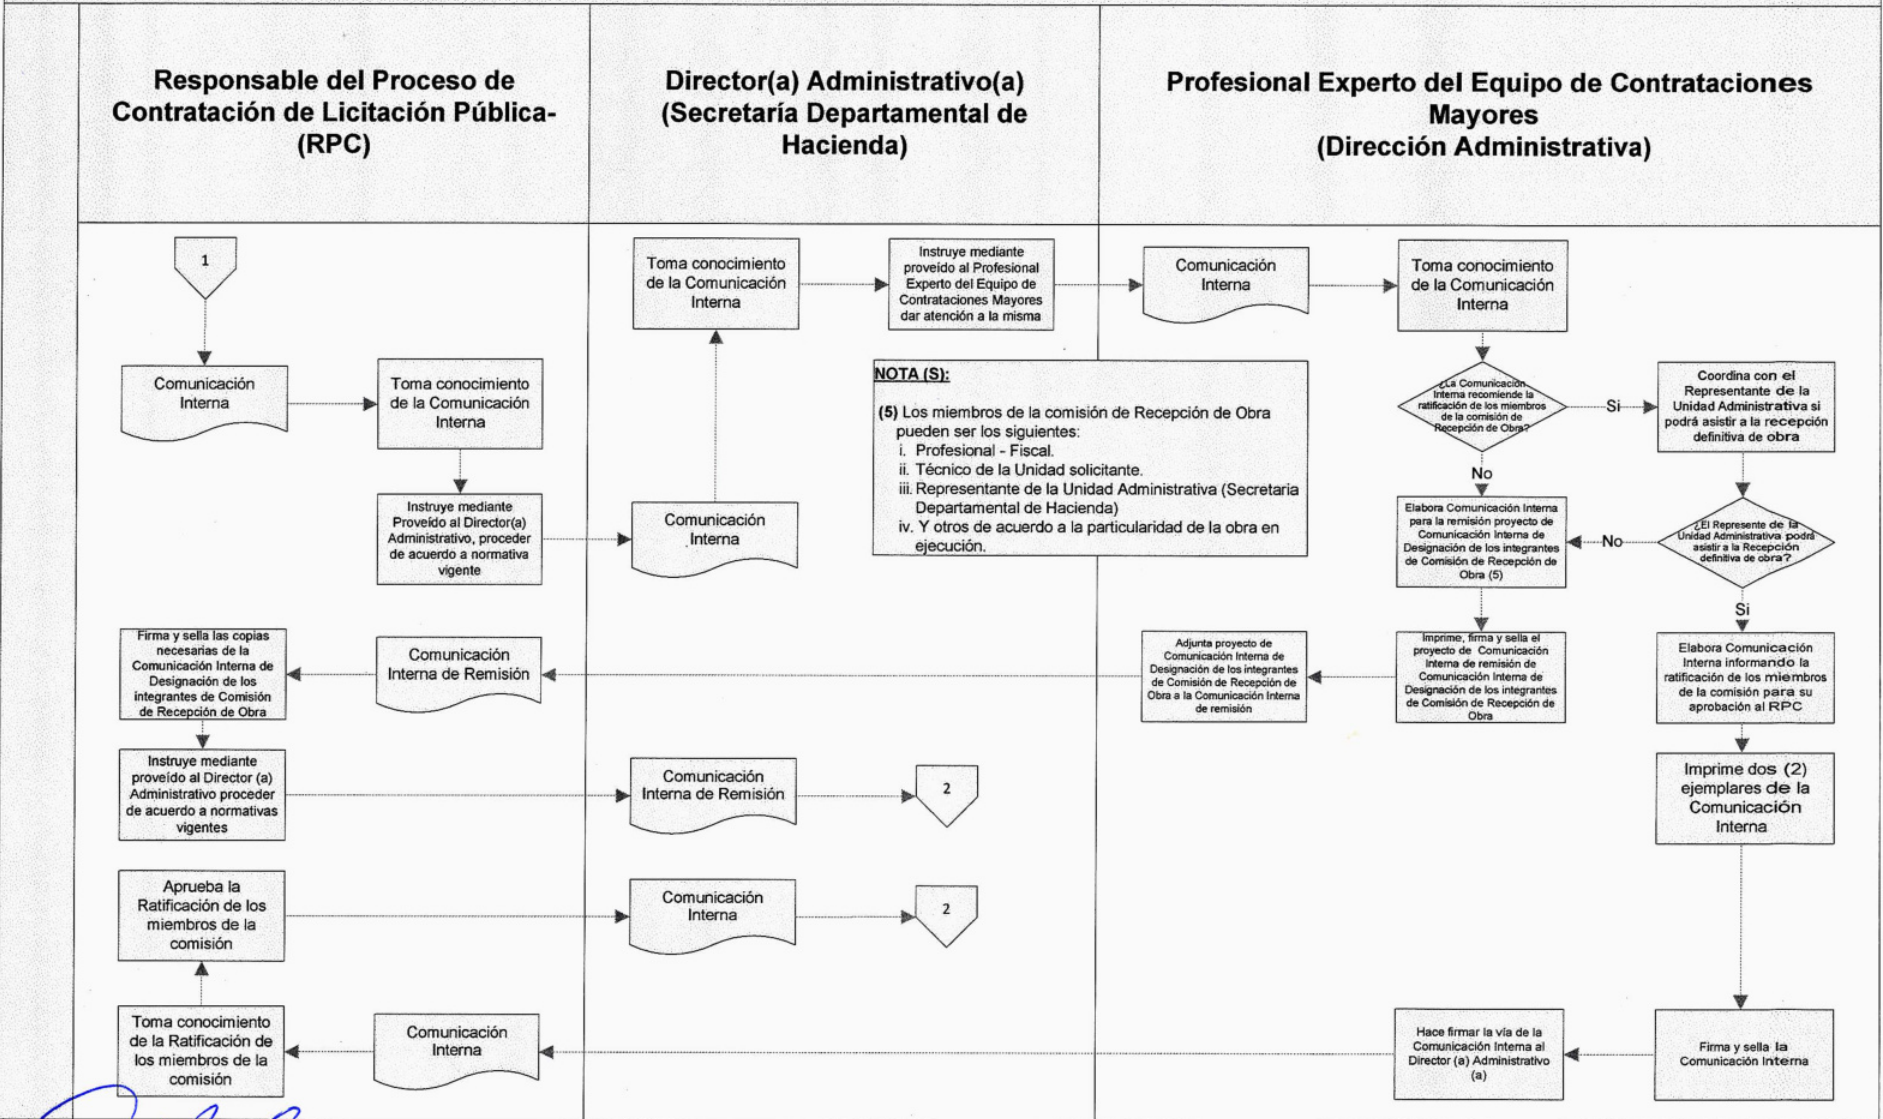 Responsable del Proceso de
Contratación de Licitación Pública-
(RPC)
Director(a) Administrativo(a)
(Secretaría Departamental de
Hacienda)
Profesional Experto del Equipo de Contrataciones
Mayores
(Dirección Administrativa)
1
Comunicación
Interna
Toma conocimiento
de la Comunicación
Interna
Instruye mediante
Proveído al Director(a)
Administrativo, proceder
de acuerdo a normativa
vigente
Comunicación
Interna
Toma conocimiento
de la Comunicación
Interna
Instruye mediante
proveído al Profesional
Experto del Equipo de
Contrataciones Mayores
dar atención a la misma
Comunicación
Interna
Toma conocimiento
de la Comunicación
Interna
NOTA (S):
(5) Los miembros de la comisión de Recepción de Obra
pueden ser los siguientes:
i. Profesional - Fiscal.
ii. Técnico de la Unidad solicitante.
iii. Representante de la Unidad Administrativa (Secretaria
Departamental de Hacienda)
iv. Y otros de acuerdo a la particularidad de la obra en
ejecución.
¿La Comunicación
Interna recomiende la
ratificación de los miembros
de la comisión de
Recepción de Obra?
Si
Coordina con el
Representante de la
Unidad Administrativa si
podrá asistir a la recepción
definitiva de obra
No
Elabora Comunicación Interna
para la remisión proyecto de
Comunicación Interna de
Designación de los integrantes
de Comisión de Recepción de
Obra (5)
No
¿El Represente de la
Unidad Administrativa podrá
asistir a la Recepción
definitiva de obra?
Si
Firma y sella las copias
necesarias de la
Comunicación Interna de
Designación de los
integrantes de Comisión
de Recepción de Obra
Comunicación
Interna de Remisión
Adjunta proyecto de
Comunicación Interna de
Designación de los integrantes
de Comisión de Recepción de
Obra a la Comunicación Interna
de remisión
Imprime, firma y sella el
proyecto de Comunicación
Interna de remisión de
Comunicación Interna de
Designación de los integrantes
de Comisión de Recepción de
Obra
Elabora Comunicación
Interna informando la
ratificación de los miembros
de la comisión para su
aprobación al RPC
Instruye mediante
proveído al Director (a)
Administrativo proceder
de acuerdo a normativas
vigentes
Comunicación
Interna de Remisión
2
Imprime dos (2)
ejemplares de la
Comunicación
Interna
Aprueba la
Ratificación de los
miembros de la
comisión
Comunicación
Interna
2
Toma conocimiento
de la Ratificación de
los miembros de la
comisión
Comunicación
Interna
Hace firmar la vía de la
Comunicación Interna al
Director (a) Administrativo
(a)
Firma y sella la
Comunicación Interna